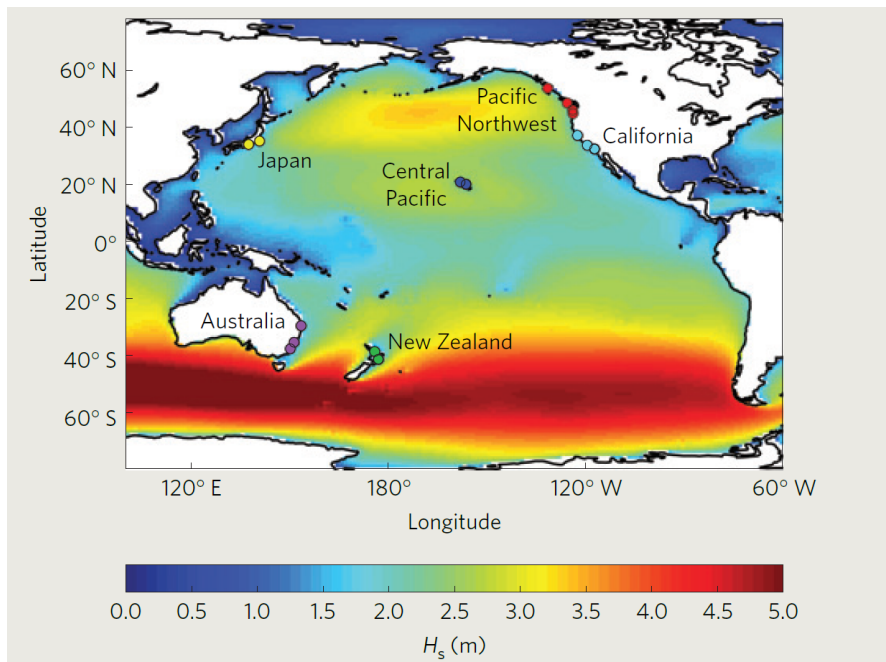 60° N
40° N
20° N
0°
20° S
40° S
60° S
Latitude
Pacific
Northwest
California
Japan
Central
Pacific
Australia
New Zealand
120° E
180°
120° W
60° W
Longitude
0.0 0.5 1.0 1.5 2.0 2.5 3.0 3.5 4.0 4.5 5.0
Hs (m)